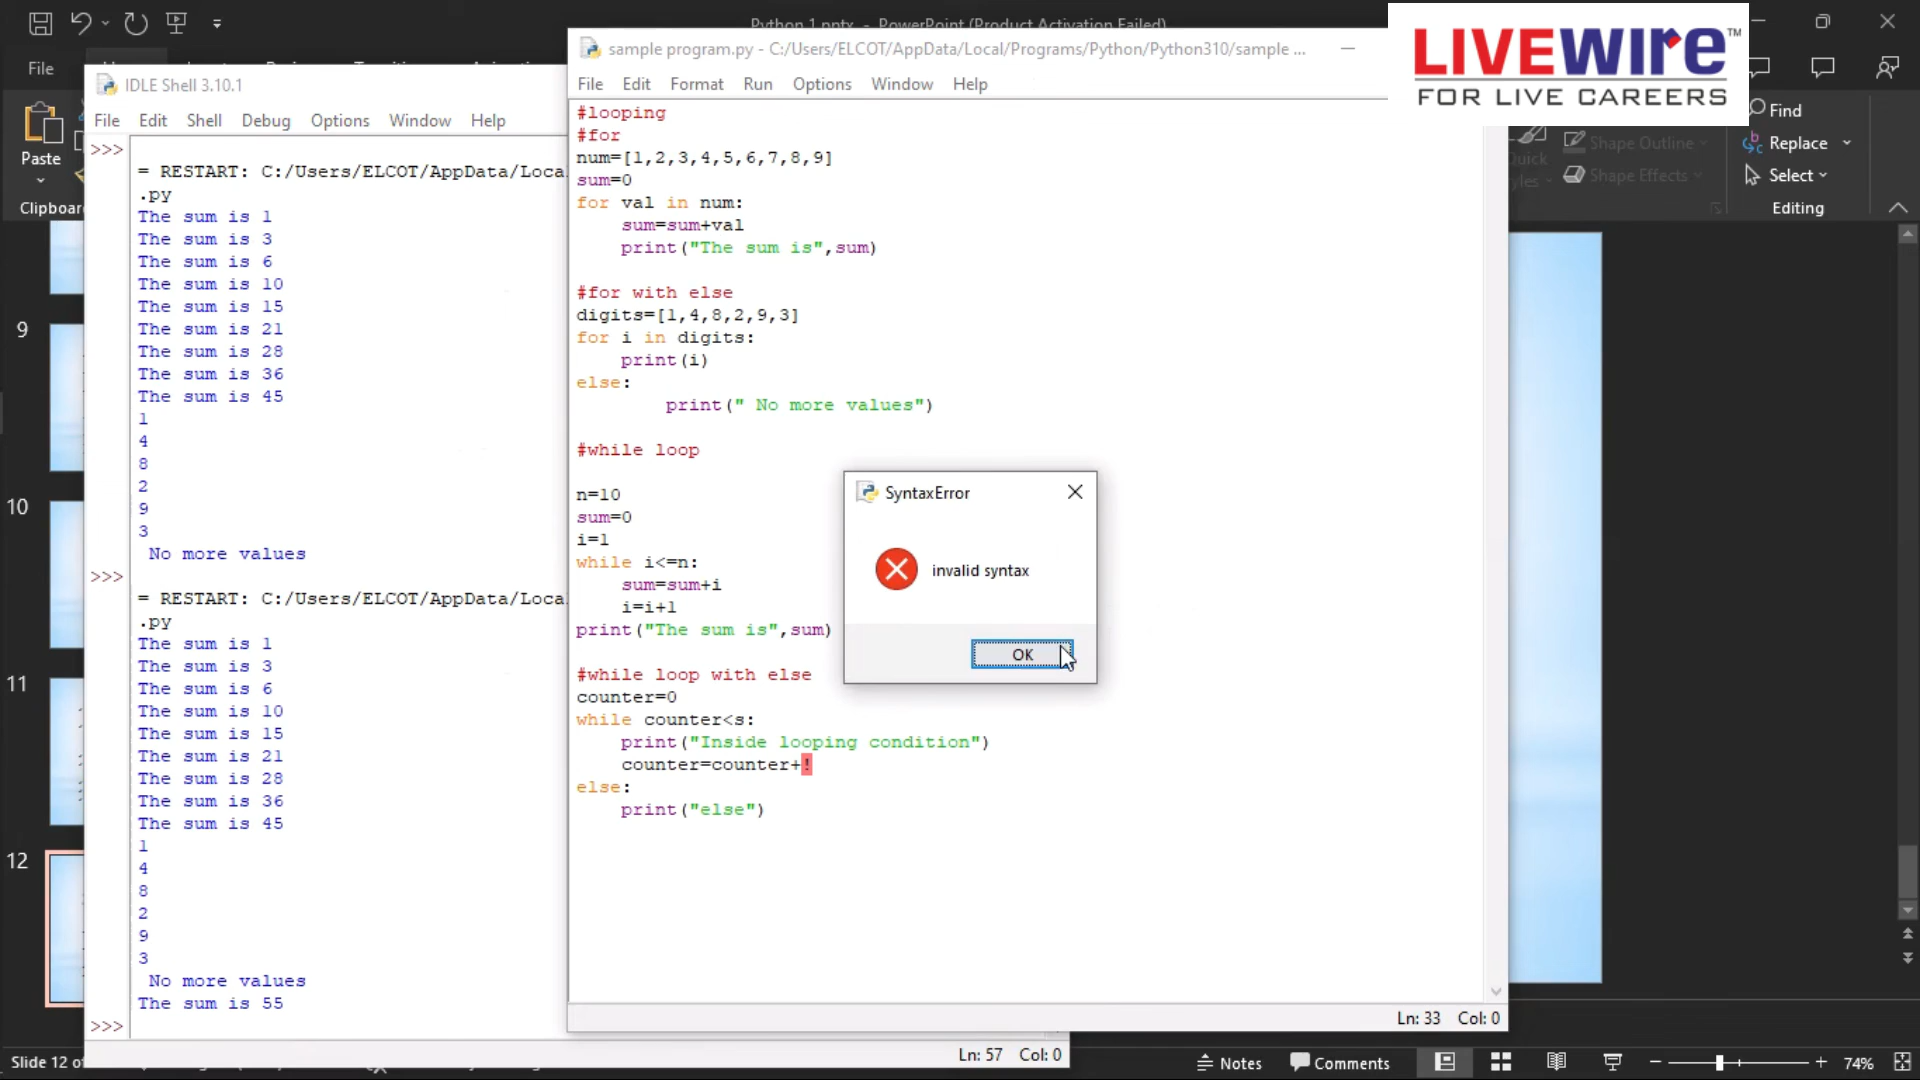 Python 1.pptx - PowerPoint (Product Activation Failed)
File
Paste
Clipboar
Find
Replace
Select
Editing
Shape Outline
Shape Effects
9
10
11
12
IDLE Shell 3.10.1
File Edit Shell Debug Options Window Help
>>>
= RESTART: C:/Users/ELCOT/AppData/Loca
.py
The sum is 1
The sum is 3
The sum is 6
The sum is 10
The sum is 15
The sum is 21
The sum is 28
The sum is 36
The sum is 45
1
4
8
2
9
3
No more values
>>>
= RESTART: C:/Users/ELCOT/AppData/Loca
.py
The sum is 1
The sum is 3
The sum is 6
The sum is 10
The sum is 15
The sum is 21
The sum is 28
The sum is 36
The sum is 45
1
4
8
2
9
3
No more values
The sum is 55
>>>
Ln: 57 Col: 0
sample program.py - C:/Users/ELCOT/AppData/Local/Programs/Python/Python310/sample ...
File Edit Format Run Options Window Help
#looping
#for
num=[1,2,3,4,5,6,7,8,9]
sum=0
for val in num:
    sum=sum+val
    print("The sum is",sum)
#for with else
digits=[1,4,8,2,9,3]
for i in digits:
    print(i)
else:
        print(" No more values")
#while loop
n=10
sum=0
i=1
while i<=n:
    sum=sum+i
    i=i+1
print("The sum is",sum)
#while loop with else
counter=0
while counter<s:
    print("Inside looping condition")
    counter=counter+!
else:
    print("else")
Ln: 33 Col: 0
SyntaxError
invalid syntax
OK
LIVEWIRE™
FOR LIVE CAREERS
Slide 12 of
Notes
Comments
74%